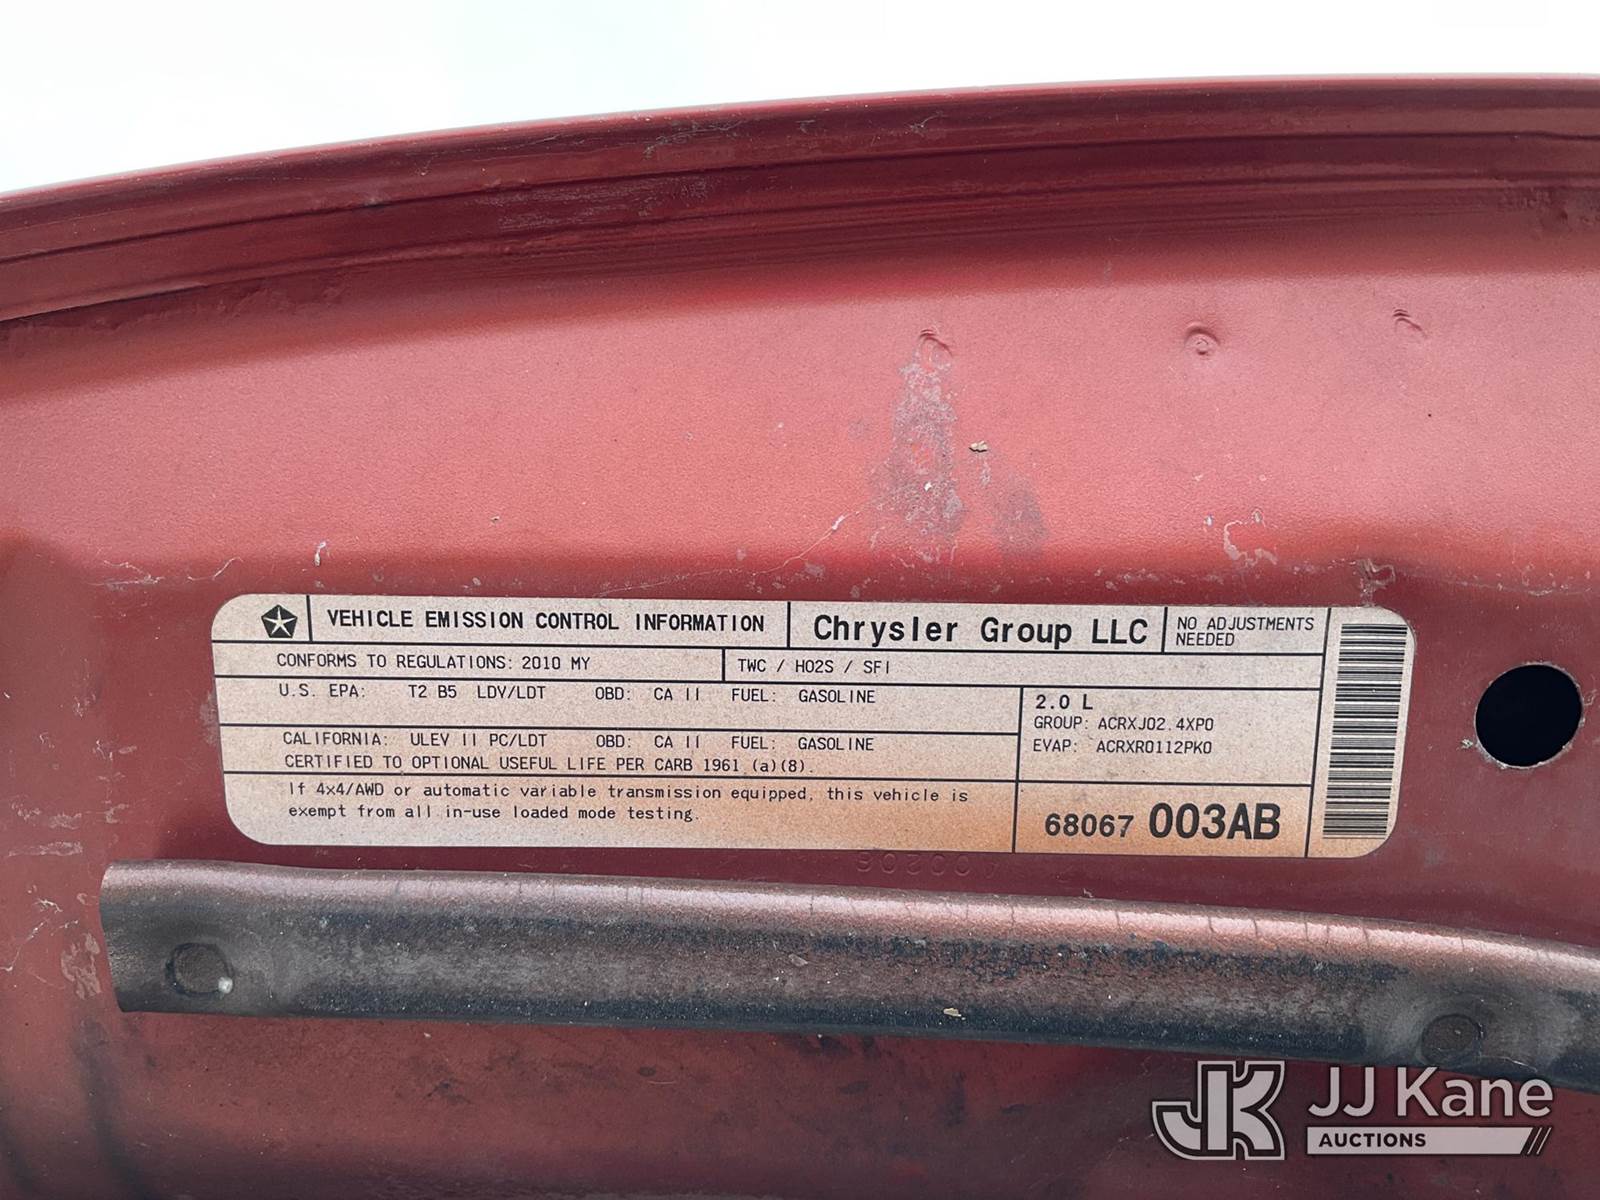 VEHICLE EMISSION CONTROL INFORMATION
Chrysler Group LLC
NO ADJUSTMENTS
NEEDED
CONFORMS TO REGULATIONS: 2010 MY
TWC / HO2S / SFI
U.S. EPA: T2 B5 LDV/LDT OBD: CA II FUEL: GASOLINE
CALIFORNIA: ULEV II PC/LDT OBD: CA II FUEL: GASOLINE
CERTIFIED TO OPTIONAL USEFUL LIFE PER CARB 1961 (a)(8).
2.0 L
GROUP: ACRXJ02.4XP0
EVAP: ACRXR0112PK0
If 4x4/AWD or automatic variable transmission equipped, this vehicle is
exempt from all in-use loaded mode testing.
68067 003AB
JK JJ Kane
AUCTIONS